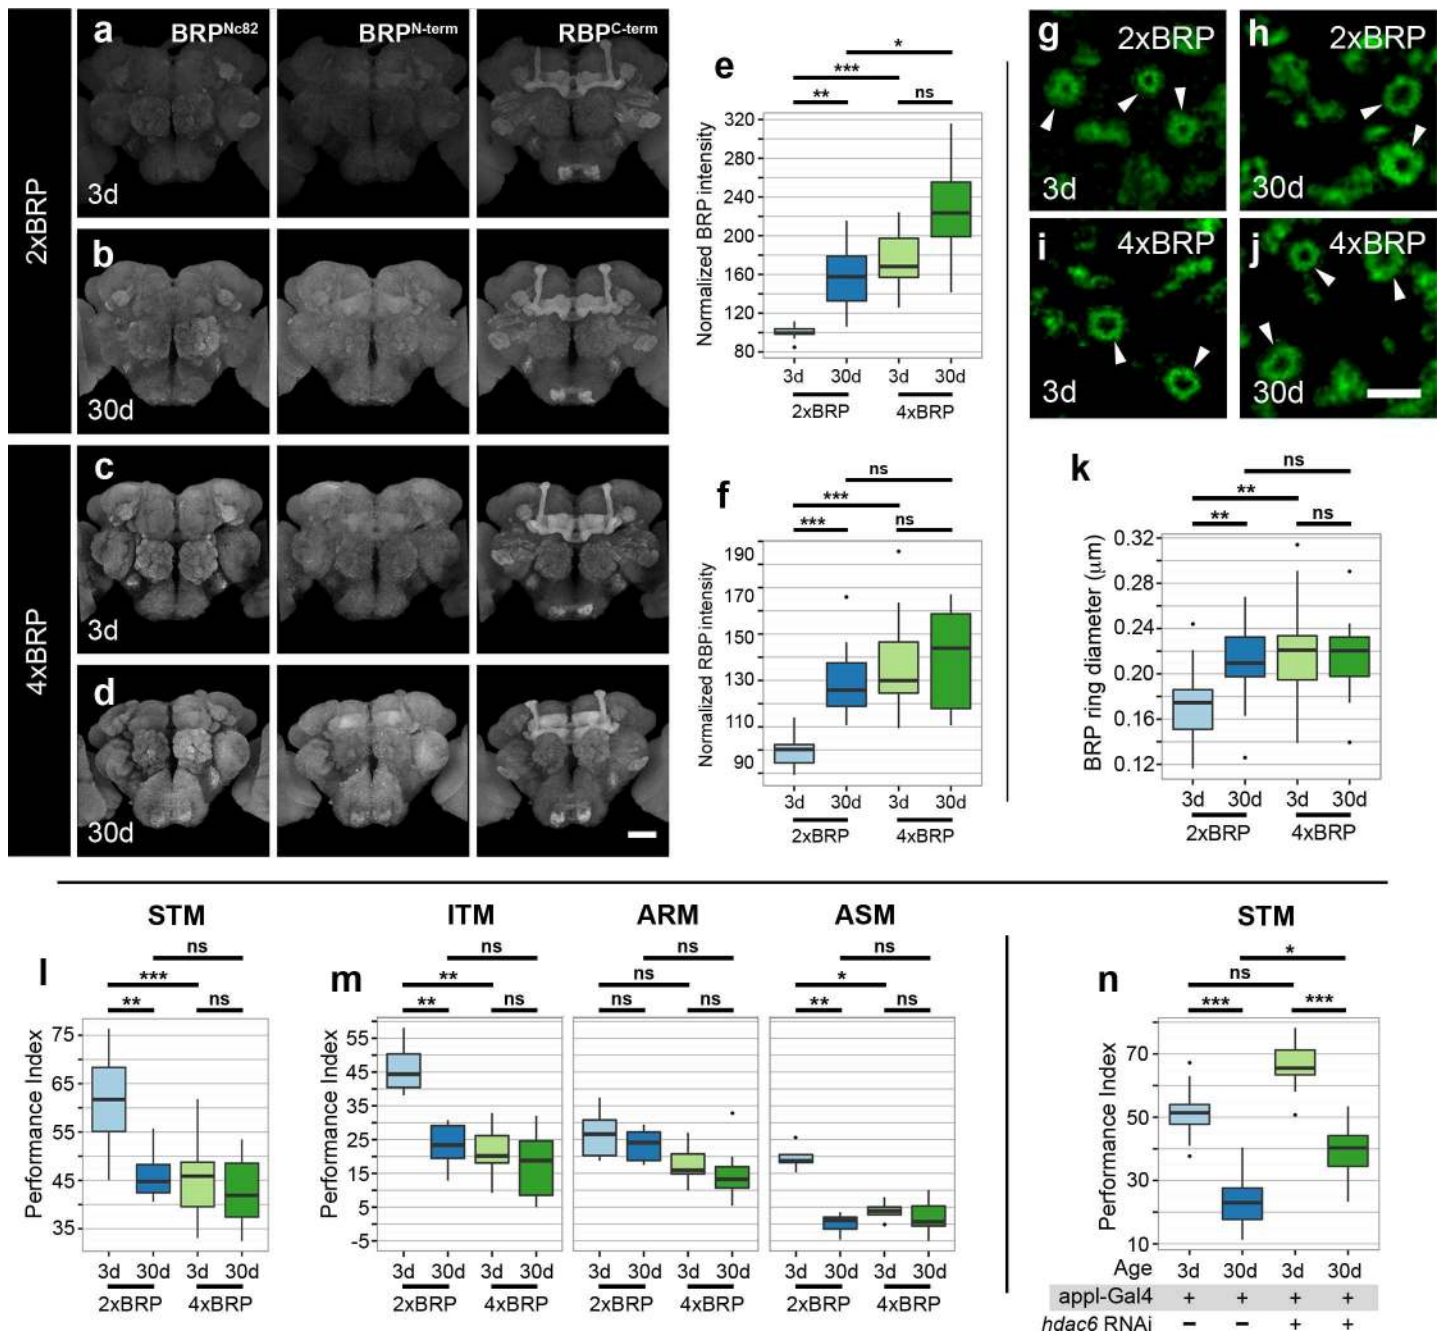 a BRP^Nc82 BRP^N-term RBP^C-term
2xBRP
3d
b
30d
4xBRP
c
3d
d
30d
e
*
***
** ns
Normalized BRP intensity
320
280
240
200
160
120
80
3d 30d 3d 30d
2xBRP 4xBRP
f
ns
***
*** ns
Normalized RBP intensity
190
170
150
130
110
90
3d 30d 3d 30d
2xBRP 4xBRP
g 2xBRP
3d
h 2xBRP
30d
i 4xBRP
3d
j 4xBRP
30d
k
ns
**
** ns
BRP ring diameter (µm)
0.32
0.28
0.24
0.20
0.16
0.12
3d 30d 3d 30d
2xBRP 4xBRP
STM
l
ns
***
** ns
Performance Index
75
65
55
45
35
3d 30d 3d 30d
2xBRP 4xBRP
ITM ARM ASM
m
ns ns ns
** ns *
** ns ns ns ** ns
Performance Index
55
45
35
25
15
5
-5
3d 30d 3d 30d 3d 30d 3d 30d 3d 30d 3d 30d
2xBRP 4xBRP 2xBRP 4xBRP 2xBRP 4xBRP
STM
n
*
ns
*** ***
Performance Index
70
50
30
10
Age 3d 30d 3d 30d
appl-Gal4 + + + +
hdac6 RNAi – – + +